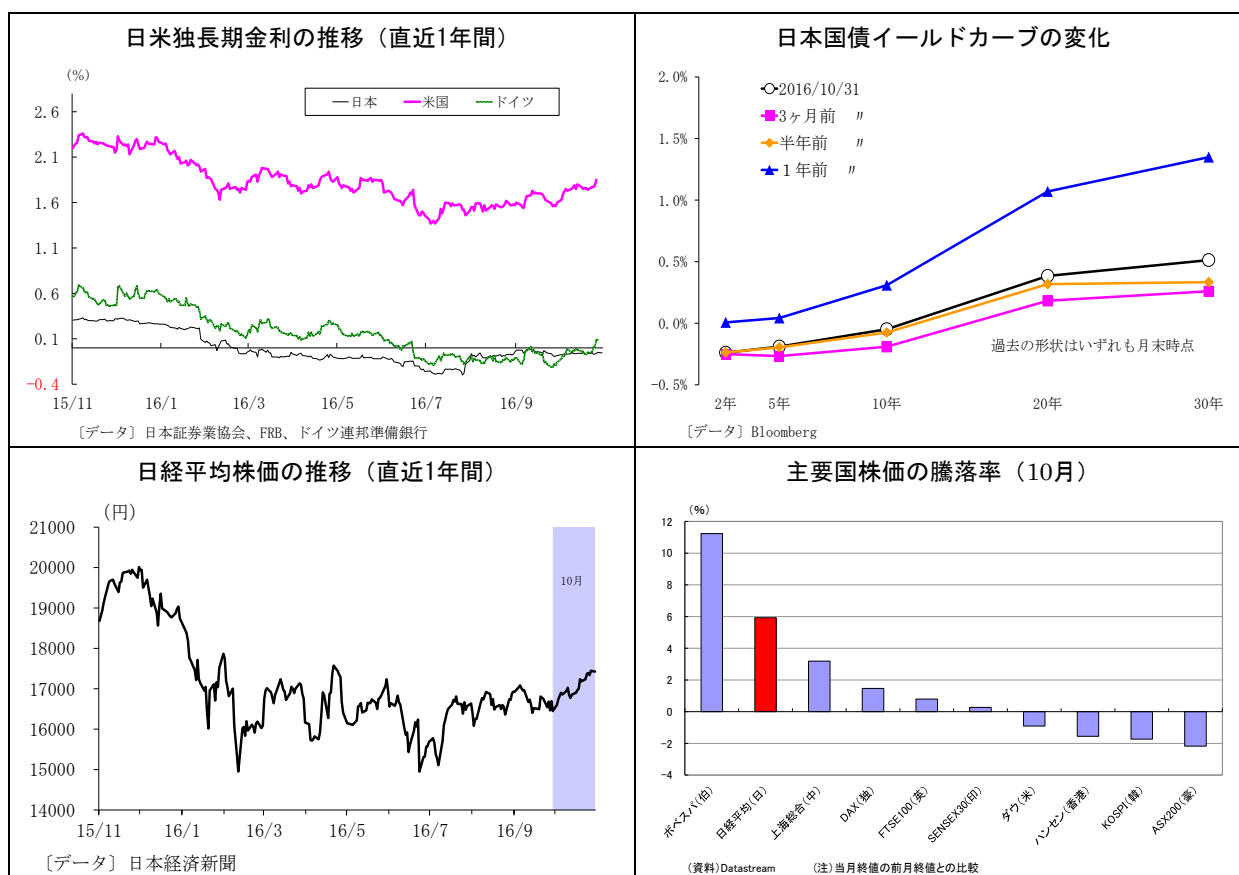 日米独長期金利の推移（直近1年間）
(%)
日本 米国 ドイツ
2.6
2.1
1.6
1.1
0.6
0.1
-0.4
15/11 16/1 16/3 16/5 16/7 16/9
〔データ〕日本証券業協会、FRB、ドイツ連邦準備銀行
日本国債イールドカーブの変化
2016/10/31
3ヶ月前 〃
半年前 〃
１年前 〃
2.0%
1.5%
1.0%
0.5%
0.0%
-0.5%
過去の形状はいずれも月末時点
2年 5年 10年 20年 30年
〔データ〕Bloomberg
日経平均株価の推移（直近1年間）
(円)
10月
21000
20000
19000
18000
17000
16000
15000
14000
15/11 16/1 16/3 16/5 16/7 16/9
〔データ〕日本経済新聞
主要国株価の騰落率（10月）
(%)
12
10
8
6
4
2
0
-2
-4
ボベスパ(伯) 日経平均(日) 上海総合(中) DAX(独) FTSE100(英) SENSEX30(印) ダウ(米) ハンセン(香港) KOSPI(韓) ASX200(豪)
(資料)Datastream (注)当月終値の前月終値との比較